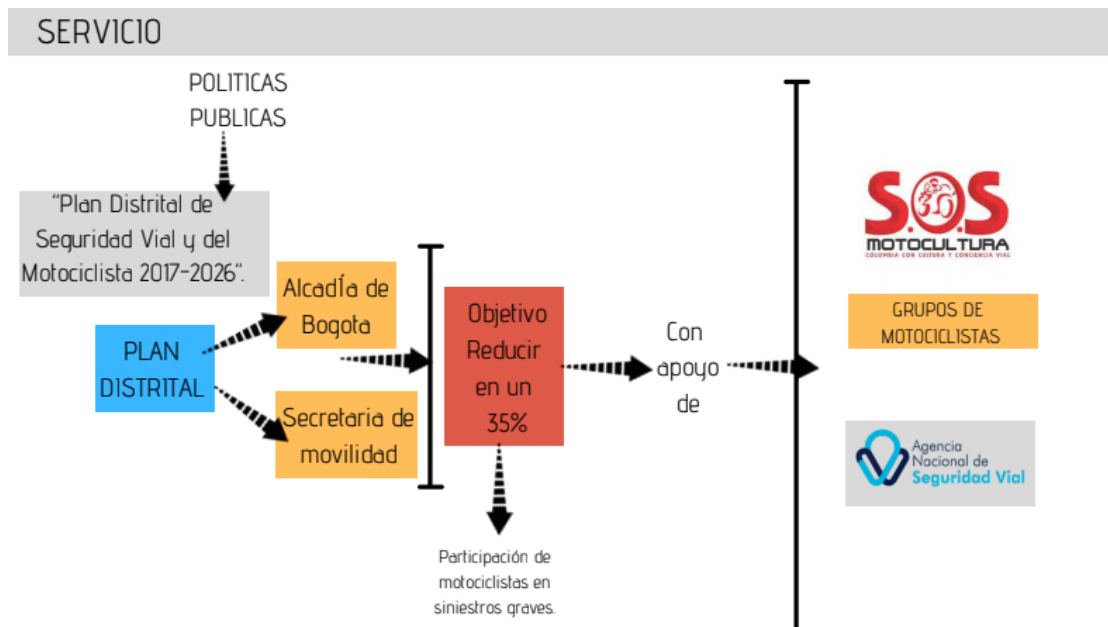 SERVICIO
POLITICAS
PUBLICAS
“Plan Distrital de
Seguridad Vial y del
Motociclista 2017-2026“.
PLAN
DISTRITAL
AlcadÍa de
Bogota
Secretaria de
movilidad
Objetivo
Reducir
en un
35%
Participación de
motociclistas en
siniestros graves.
Con
apoyo
de
S.O.S
MOTOCULTURA
COLOMBIA CON CULTURA Y CONCIENCIA VIAL
GRUPOS DE
MOTOCICLISTAS
Agencia
Nacional de
Seguridad Vial